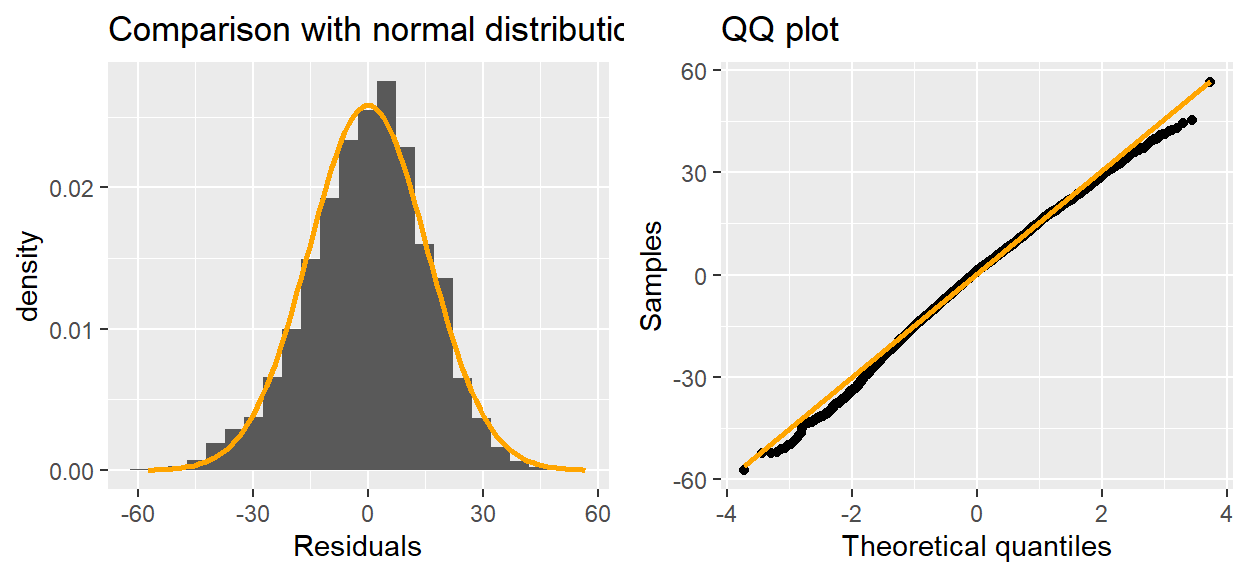 Comparison with normal distributio
0.02
0.01
0.00
density
-60 -30 0 30 60
Residuals
QQ plot
60
30
0
-30
-60
Samples
-4 -2 0 2 4
Theoretical quantiles